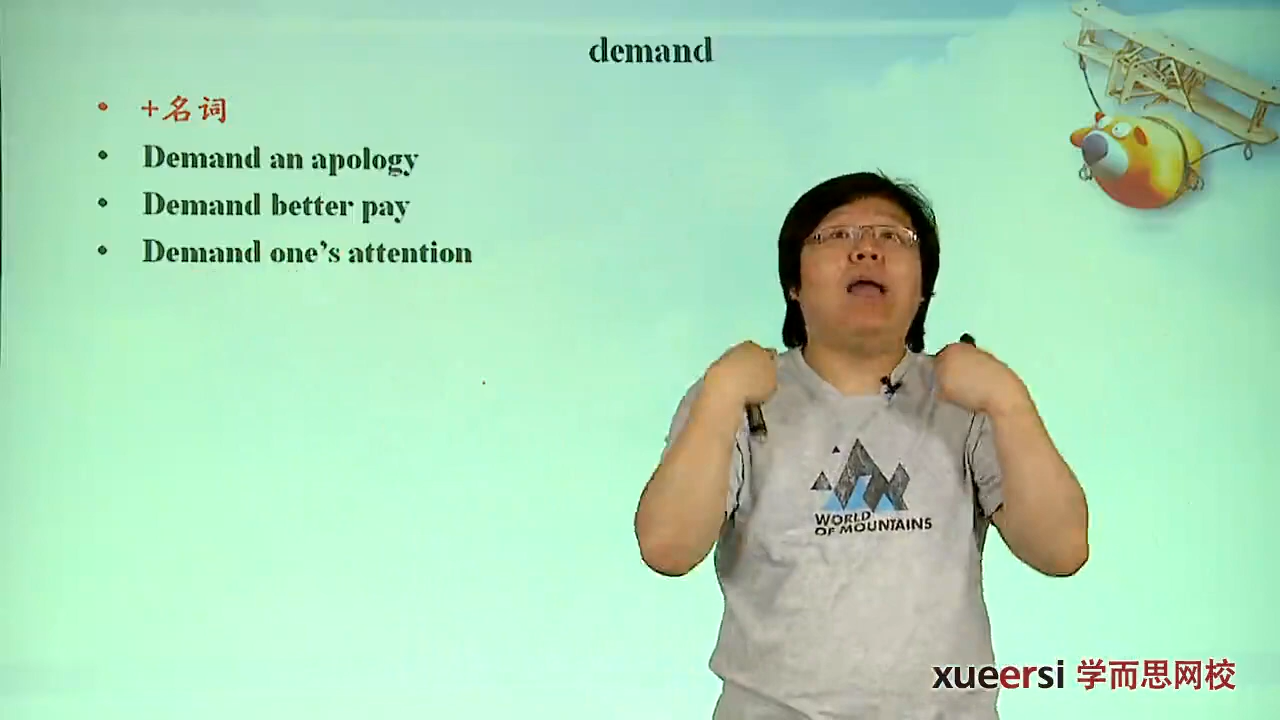 demand
+名词
Demand an apology
Demand better pay
Demand one's attention
WORLD
OF MOUNTAINS
xueersi 学而思网校